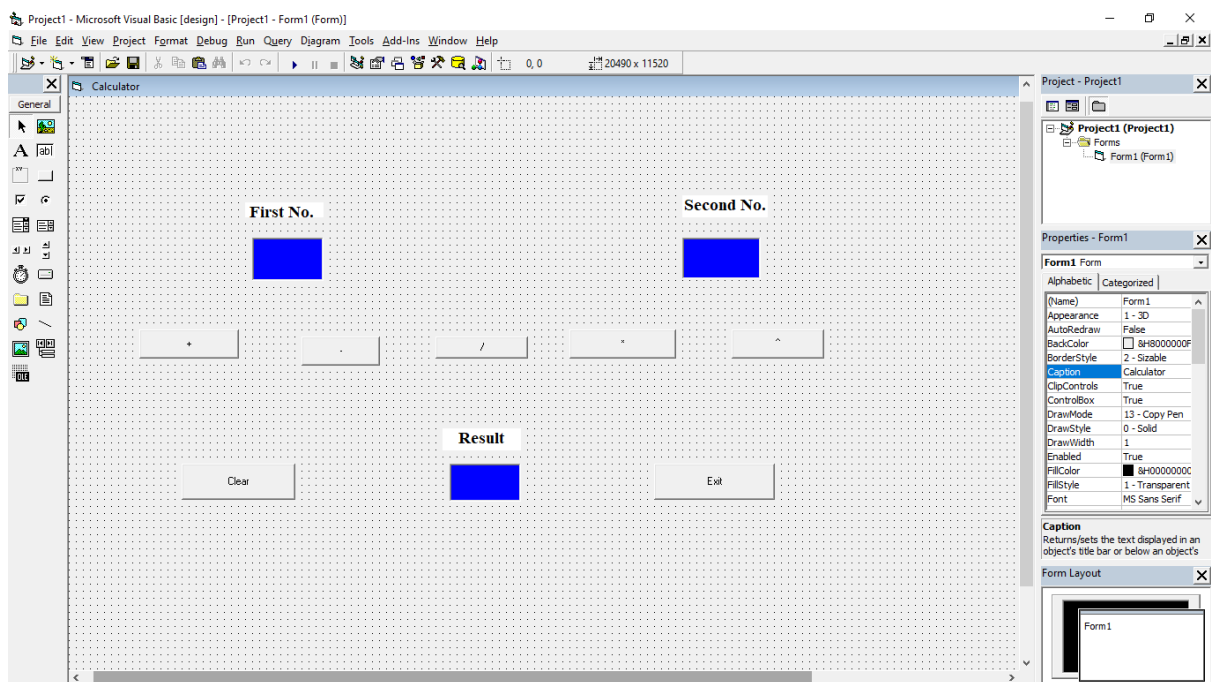 Project1 - Microsoft Visual Basic [design] - [Project1 - Form1 (Form)]
File Edit View Project Format Debug Run Query Diagram Tools Add-Ins Window Help
0, 0 20490 x 11520
General
A ab|
xv
OLE
Calculator
First No.
Second No.
+ - / * ^
Result
Clear
Exit
Project - Project1
Project1 (Project1)
Forms
Form1 (Form1)
Properties - Form1
Form1 Form
Alphabetic Categorized
(Name) Form1
Appearance 1 - 3D
AutoRedraw False
BackColor &H8000000F
BorderStyle 2 - Sizable
Caption Calculator
ClipControls True
ControlBox True
DrawMode 13 - Copy Pen
DrawStyle 0 - Solid
DrawWidth 1
Enabled True
FillColor &H0000000C
FillStyle 1 - Transparent
Font MS Sans Serif
Caption
Returns/sets the text displayed in an
object's title bar or below an object's
Form Layout
Form1